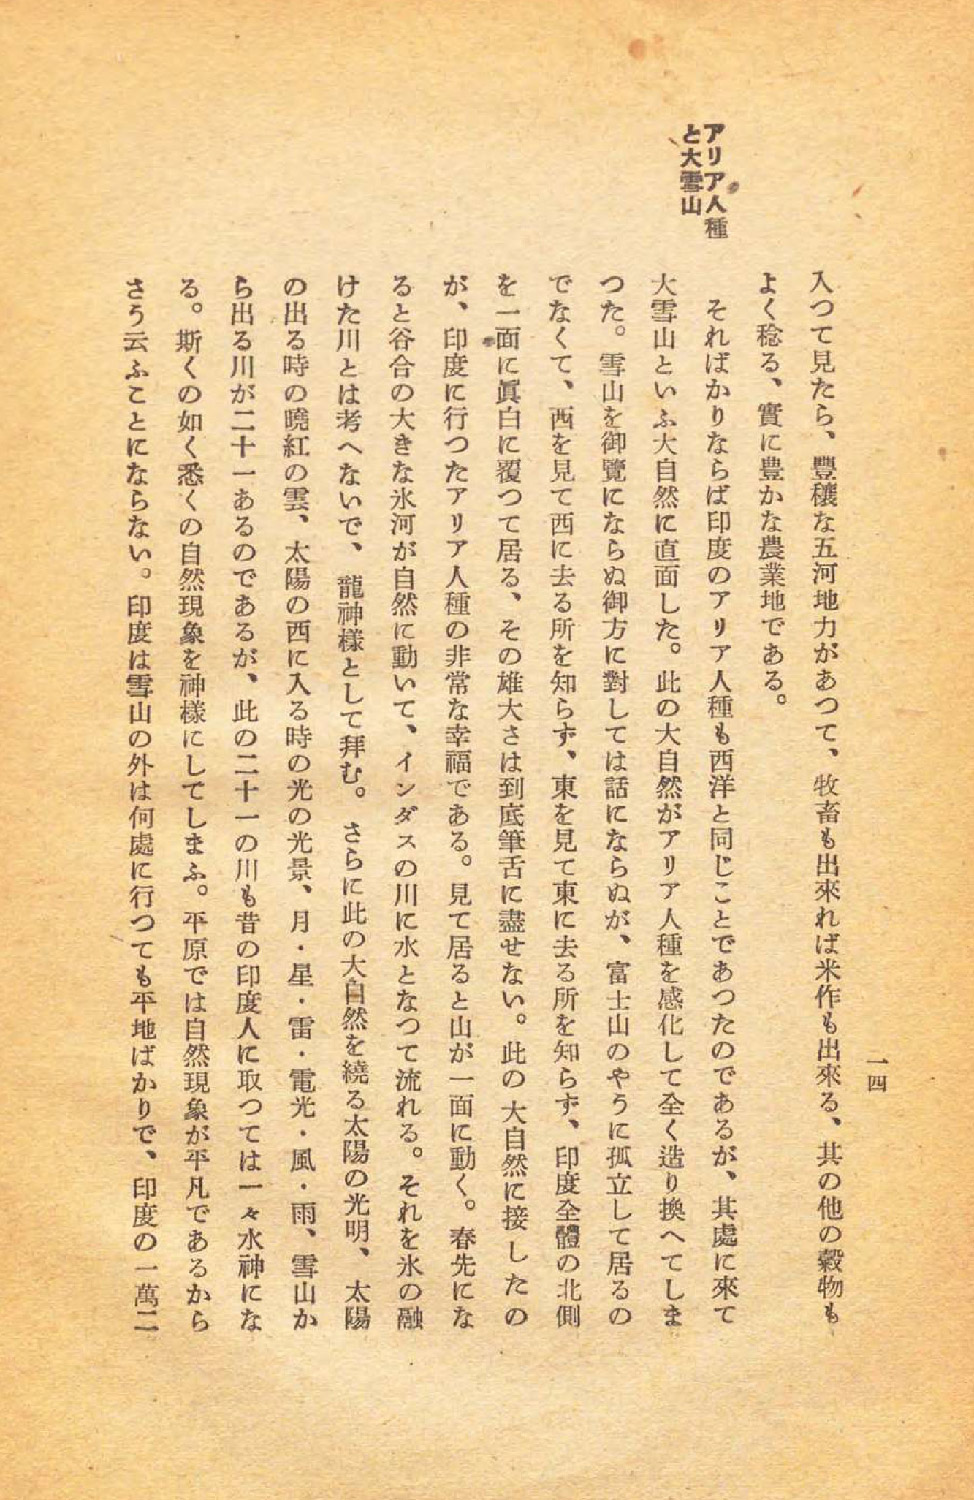 アリア人種
と大雪山
入つて見たら、豐穰な五河地力があつて、牧畜も出來れば米作も出來る、其の他の穀物も
よく稔る、實に豊かな農業地である。
そればかりならば印度のアリア人種も西洋と同じことであつたのであるが、其處に來て
大雪山といふ大自然に直面した。此の大自然がアリア人種を感化して全く造り換へてしま
つた。雪山を御覽にならぬ御方に對しては話にならぬが、富士山のやうに孤立して居るの
でなくて、西を見て西に去る所を知らず、東を見て東に去る所を知らず、印度全體の北側
を一面に眞白に覆つて居る、その雄大さは到底筆舌に盡せない。此の大自然に接したの
が、印度に行つたアリア人種の非常な幸福である。見て居ると山が一面に動く。春先にな
ると谷合の大きな氷河が自然に動いて、インダスの川に水となつて流れる。それを氷の融
けた川とは考へないで、龍神樣として拜む。さらに此の大自然を繞る太陽の光明、太陽
の出る時の曉紅の雲、太陽の西に入る時の光の光景、月・星・雷・電光・風・雨、雪山か
ら出る川が二十一あるのであるが、此の二十一の川も昔の印度人に取つては一々水神にな
る。斯くの如く悉くの自然現象を神樣にしてしまふ。平原では自然現象が平凡であるから
さう云ふことにならない。印度は雪山の外は何處に行つても平地ばかりで、印度の一萬二
一四